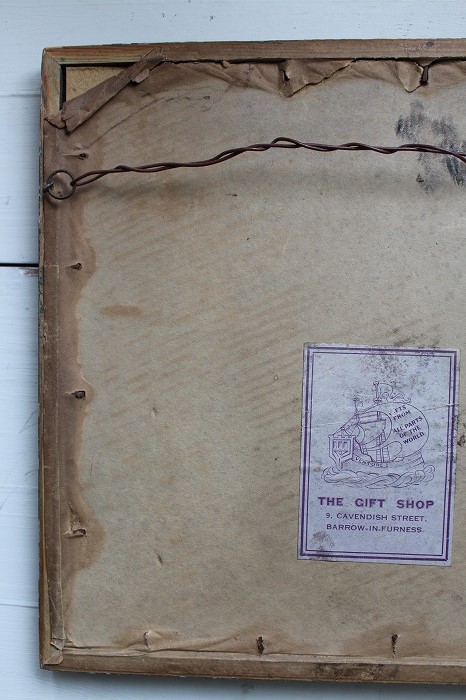 GIFTS
FROM
ALL PARTS
OF THE
WORLD
THE GIFT SHOP
9, CAVENDISH STREET,
BARROW-IN-FURNESS.